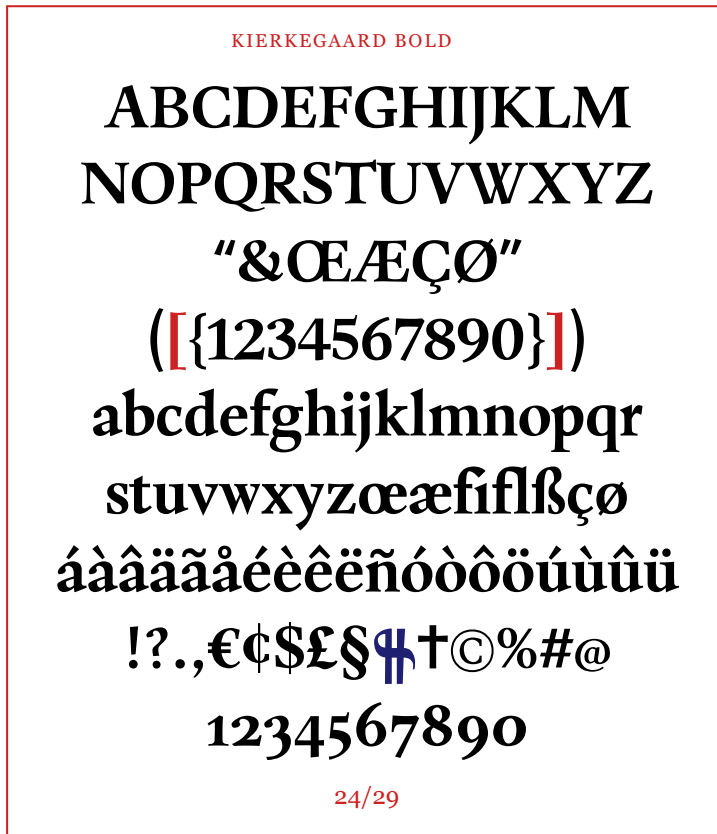 KIERKEGAARD BOLD
ABCDEFGHIJKLM
NOPQRSTUVWXYZ
“&ŒÆÇØ”
([{1234567890}])
abcdefghijklmnopqr
stuvwxyzœæfiflßçø
áàâäãåéèêëñóòôöúùûü
!?.,€¢$£§¶†©%#@
1234567890
24/29